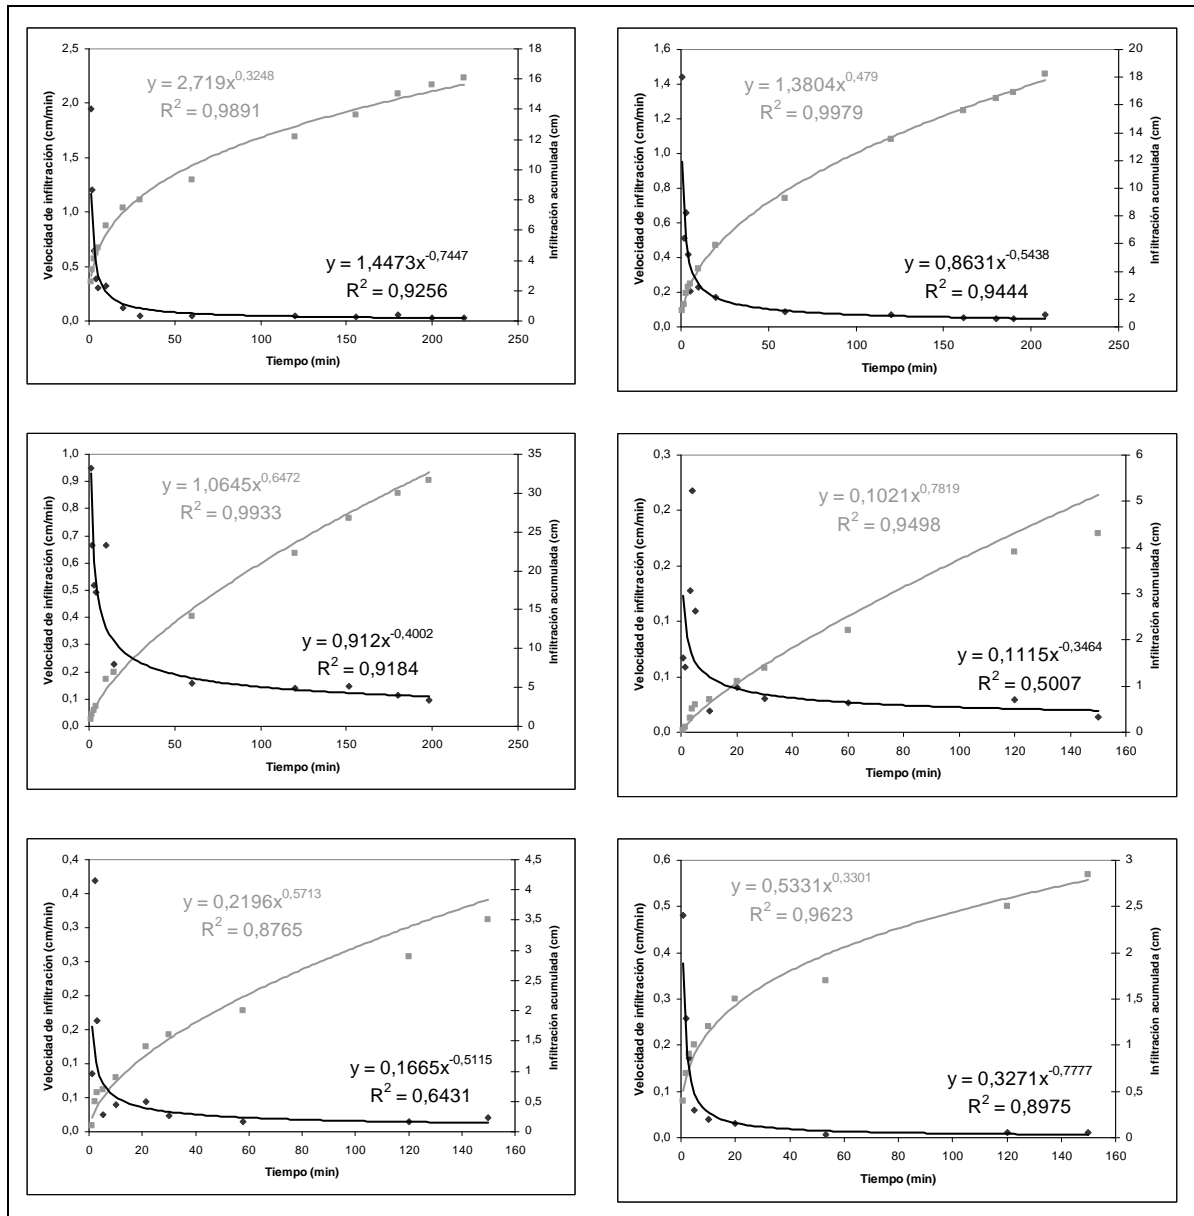 Velocidad de infiltración (cm/min)
2,5
2,0
1,5
1,0
0,5
0,0
y = 2,719x^0,3248
R² = 0,9891
y = 1,4473x^-0,7447
R² = 0,9256
18
16
14
12
10
8
6
4
2
0
Infiltración acumulada (cm)
0 50 100 150 200 250
Tiempo (min)
Velocidad de infiltración (cm/min)
1,6
1,4
1,2
1,0
0,8
0,6
0,4
0,2
0,0
y = 1,3804x^0,479
R² = 0,9979
y = 0,8631x^-0,5438
R² = 0,9444
20
18
16
14
12
10
8
6
4
2
0
Infiltración acumulada (cm)
0 50 100 150 200 250
Tiempo (min)
Velocidad de infiltración (cm/min)
1,0
0,9
0,8
0,7
0,6
0,5
0,4
0,3
0,2
0,1
0,0
y = 1,0645x^0,6472
R² = 0,9933
y = 0,912x^-0,4002
R² = 0,9184
35
30
25
20
15
10
5
0
Infiltración acumulada (cm)
0 50 100 150 200 250
Tiempo (min)
Velocidad de infiltración (cm/min)
0,3
0,2
0,2
0,1
0,1
0,0
y = 0,1021x^0,7819
R² = 0,9498
y = 0,1115x^-0,3464
R² = 0,5007
6
5
4
3
2
1
0
Infiltración acumulada (cm)
0 20 40 60 80 100 120 140 160
Tiempo (min)
Velocidad de infiltración (cm/min)
0,4
0,4
0,3
0,3
0,2
0,2
0,1
0,1
0,0
y = 0,2196x^0,5713
R² = 0,8765
y = 0,1665x^-0,5115
R² = 0,6431
4,5
4
3,5
3
2,5
2
1,5
1
0,5
0
Infiltración acumulada (cm)
0 20 40 60 80 100 120 140 160
Tiempo (min)
Velocidad de infiltración (cm/min)
0,6
0,5
0,4
0,3
0,2
0,1
0,0
y = 0,5331x^0,3301
R² = 0,9623
y = 0,3271x^-0,7777
R² = 0,8975
3
2,5
2
1,5
1
0,5
0
Infiltración acumulada (cm)
0 20 40 60 80 100 120 140 160
Tiempo (min)